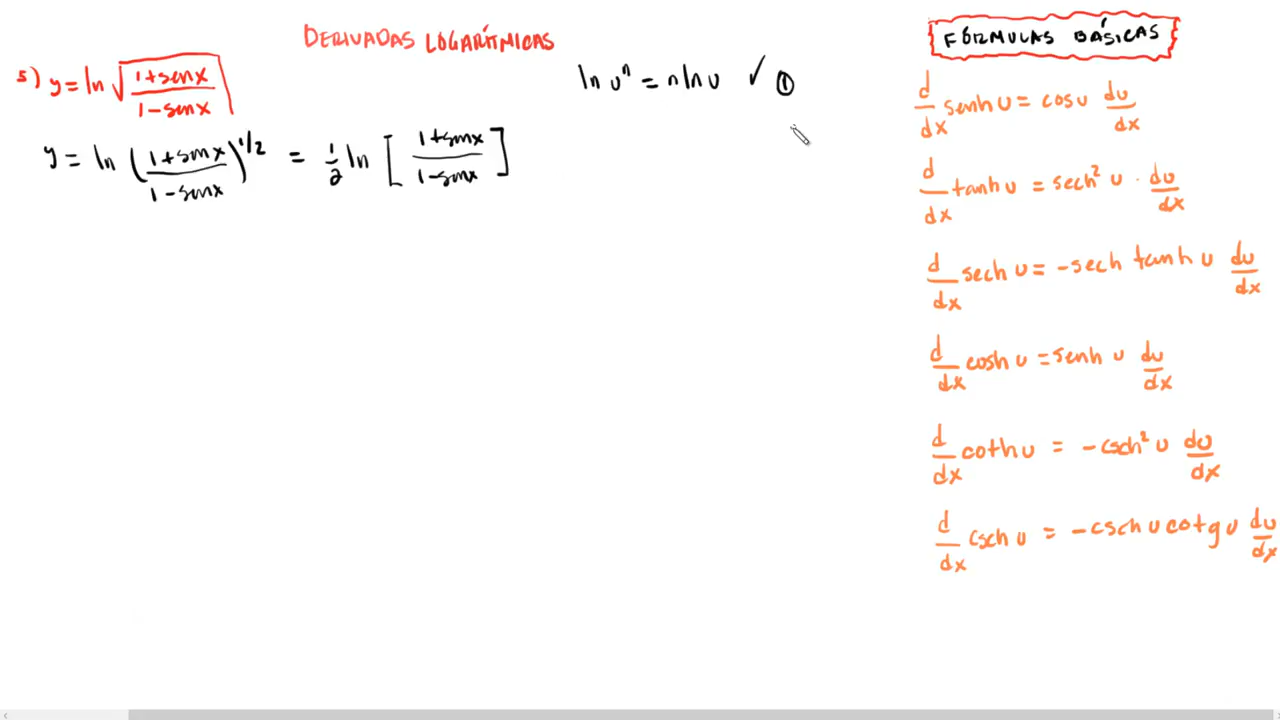 DERIVADAS LOGARÍTMICAS
5) y = ln √((1+senx)/(1-senx))
y = ln ((1+senx)/(1-senx))^1/2 = 1/2 ln [(1+senx)/(1-senx)]
ln uⁿ = n ln u ✓ ①
FÓRMULAS BÁSICAS
d/dx senh u = cosu du/dx
d/dx tanh u = sech² u · du/dx
d/dx sech u = -sech tanh u du/dx
d/dx cosh u = senh u du/dx
d/dx coth u = -csch² u du/dx
d/dx csch u = -csch u cotg u du/dx